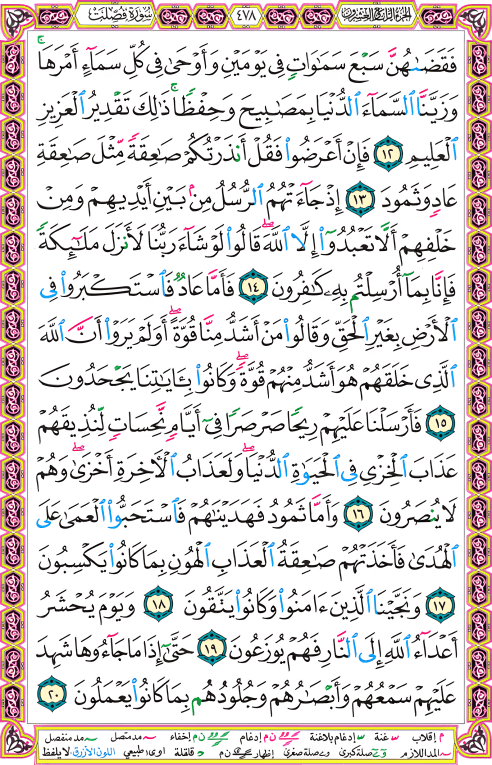 الجزء الرابع والعشرون ٤٧٨ سورة فصلت
فَقَضَىٰهُنَّ سَبْعَ سَمَٰوَاتٍ فِى يَوْمَيْنِ وَأَوْحَىٰ فِى كُلِّ سَمَآءٍ أَمْرَهَا
وَزَيَّنَّا ٱلسَّمَآءَ ٱلدُّنْيَا بِمَصَٰبِيحَ وَحِفْظًا ذَٰلِكَ تَقْدِيرُ ٱلْعَزِيزِ
ٱلْعَلِيمِ ١٢ فَإِنْ أَعْرَضُوا۟ فَقُلْ أَنذَرْتُكُمْ صَٰعِقَةً مِّثْلَ صَٰعِقَةِ
عَادٍ وَثَمُودَ ١٣ إِذْ جَآءَتْهُمُ ٱلرُّسُلُ مِنۢ بَيْنِ أَيْدِيهِمْ وَمِنْ
خَلْفِهِمْ أَلَّا تَعْبُدُوٓا۟ إِلَّا ٱللَّهَ ۖ قَالُوا۟ لَوْ شَآءَ رَبُّنَا لَأَنزَلَ مَلَٰٓئِكَةً
فَإِنَّا بِمَآ أُرْسِلْتُم بِهِۦ كَٰفِرُونَ ١٤ فَأَمَّا عَادٌ فَٱسْتَكْبَرُوا۟ فِى
ٱلْأَرْضِ بِغَيْرِ ٱلْحَقِّ وَقَالُوا۟ مَنْ أَشَدُّ مِنَّا قُوَّةً ۖ أَوَلَمْ يَرَوْا۟ أَنَّ ٱللَّهَ
ٱلَّذِى خَلَقَهُمْ هُوَ أَشَدُّ مِنْهُمْ قُوَّةً ۖ وَكَانُوا۟ بِـَٔايَٰتِنَا يَجْحَدُونَ
١٥ فَأَرْسَلْنَا عَلَيْهِمْ رِيحًا صَرْصَرًا فِىٓ أَيَّامٍ نَّحِسَاتٍ لِّنُذِيقَهُمْ
عَذَابَ ٱلْخِزْىِ فِى ٱلْحَيَوٰةِ ٱلدُّنْيَا ۖ وَلَعَذَابُ ٱلْـَٔاخِرَةِ أَخْزَىٰ ۖ وَهُمْ
لَا يُنصَرُونَ ١٦ وَأَمَّا ثَمُودُ فَهَدَيْنَٰهُمْ فَٱسْتَحَبُّوا۟ ٱلْعَمَىٰ عَلَى
ٱلْهُدَىٰ فَأَخَذَتْهُمْ صَٰعِقَةُ ٱلْعَذَابِ ٱلْهُونِ بِمَا كَانُوا۟ يَكْسِبُونَ
١٧ وَنَجَّيْنَا ٱلَّذِينَ ءَامَنُوا۟ وَكَانُوا۟ يَتَّقُونَ ١٨ وَيَوْمَ يُحْشَرُ
أَعْدَآءُ ٱللَّهِ إِلَى ٱلنَّارِ فَهُمْ يُوزَعُونَ ١٩ حَتَّىٰٓ إِذَا مَا جَآءُوهَا شَهِدَ
عَلَيْهِمْ سَمْعُهُمْ وَأَبْصَٰرُهُمْ وَجُلُودُهُم بِمَا كَانُوا۟ يَعْمَلُونَ ٢٠
م إقلاب غنة إدغام بلاغنة ن م إدغام ن م إخفاء مد متصل مد منفصل
المد اللازم صلة كبرى صلة صغرى إظهار ن م قلقلة اوى طبيعي اللون الأزرق: لا يلفظ